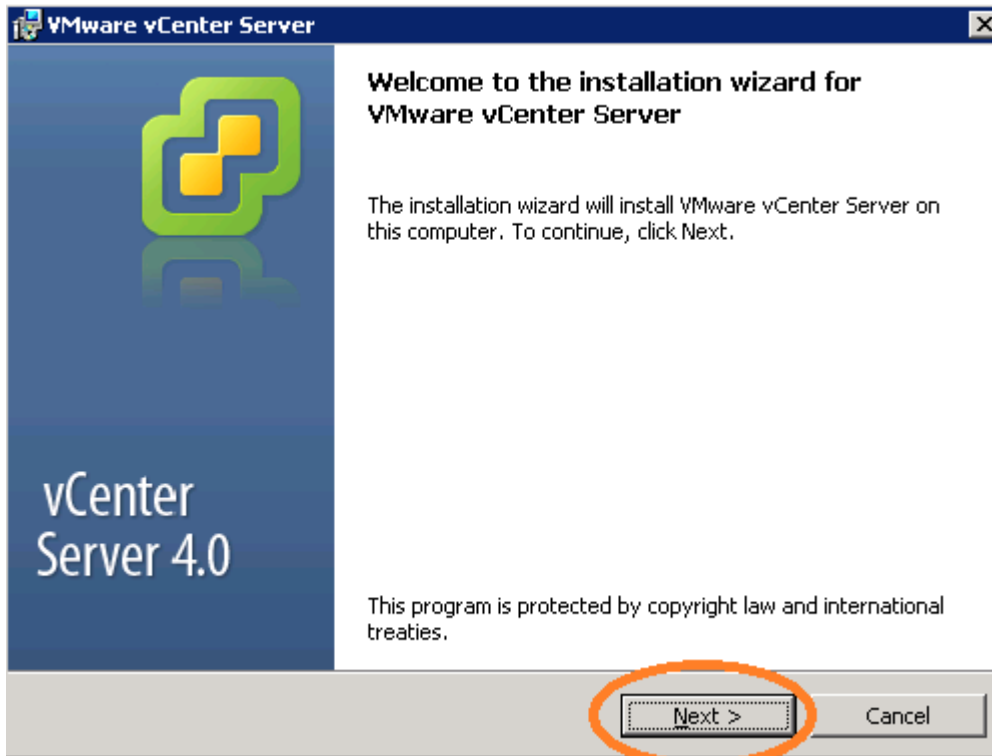 VMware vCenter Server
Welcome to the installation wizard for
VMware vCenter Server
The installation wizard will install VMware vCenter Server on
this computer. To continue, click Next.
vCenter
Server 4.0
This program is protected by copyright law and international
treaties.
Next >
Cancel